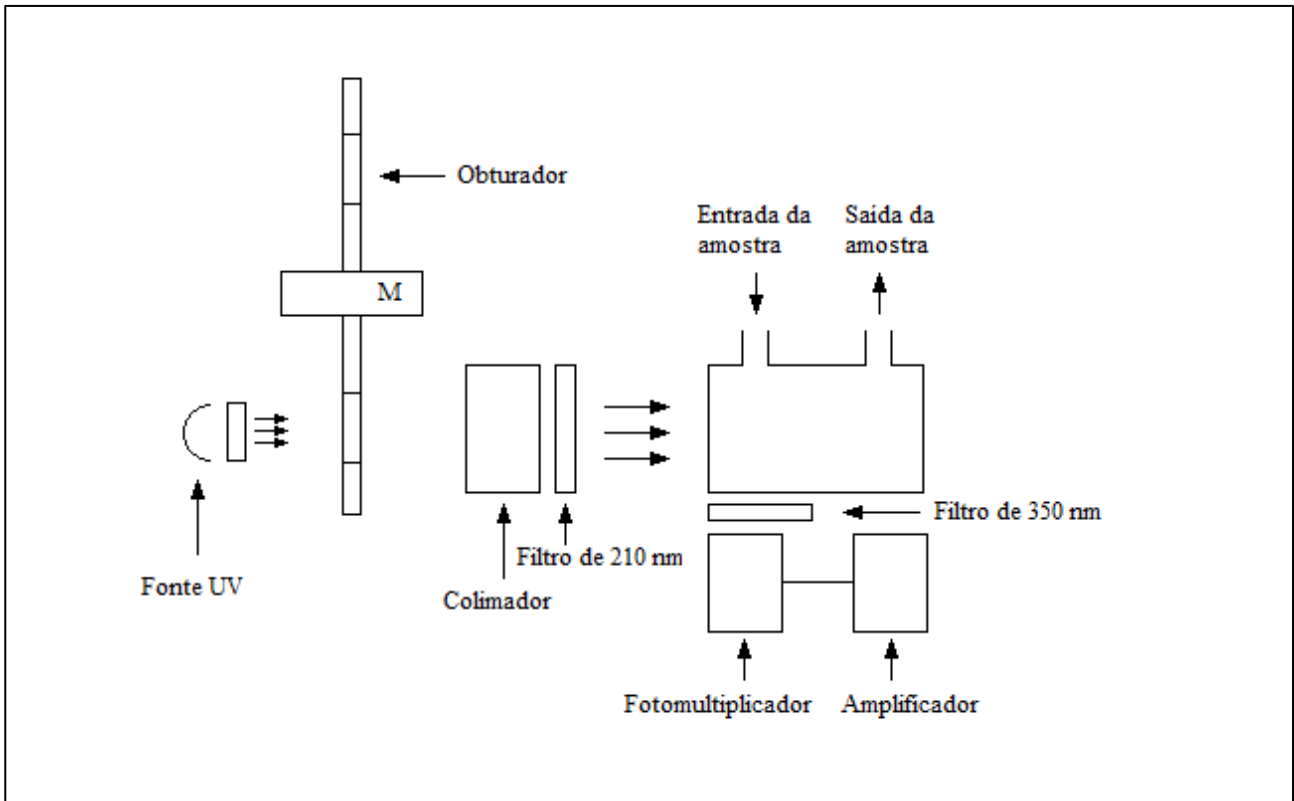 Obturador
Entrada da
amostra
Saída da
amostra
M
Filtro de 350 nm
Filtro de 210 nm
Fonte UV
Colimador
Fotomultiplicador
Amplificador